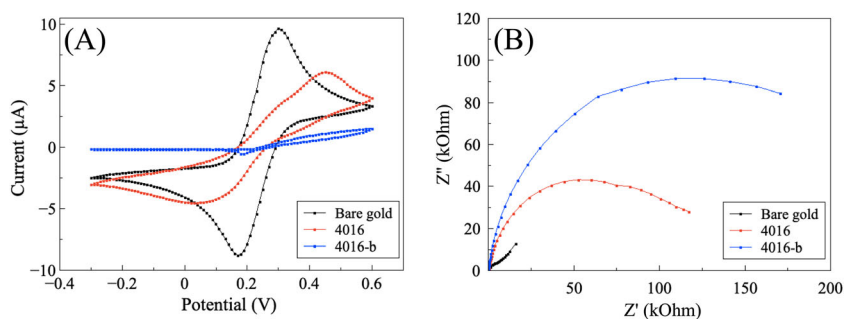 (A)
10
5
0
−5
−10
Current (µA)
−0.4
−0.2
0
0.2
0.4
0.6
Potential (V)
Bare gold
4016
4016-b
(B)
120
100
80
60
40
20
0
Z'' (kOhm)
50
100
150
200
Z' (kOhm)
Bare gold
4016
4016-b